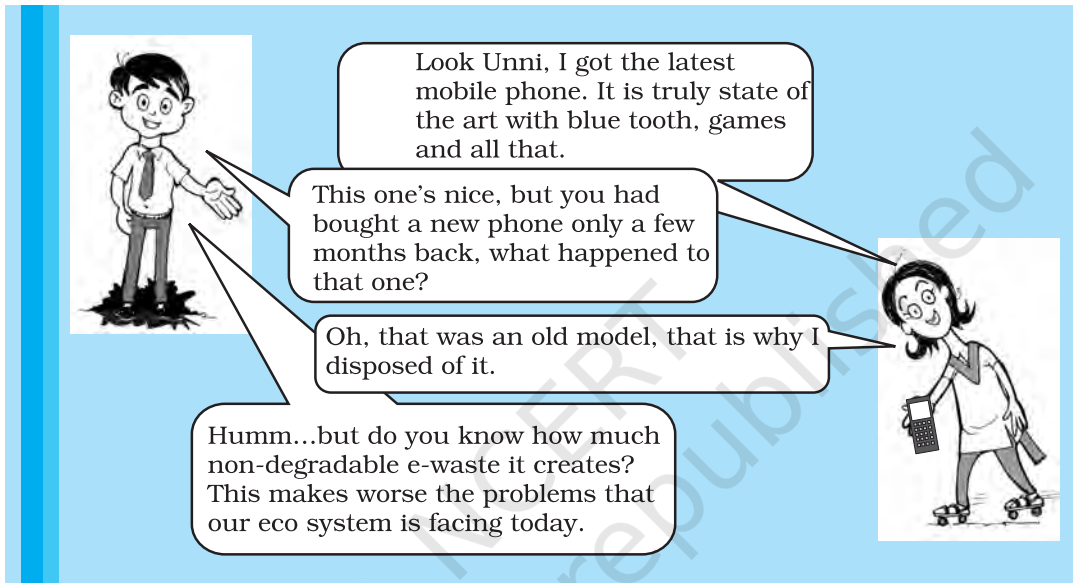 Look Unni, I got the latest
mobile phone. It is truly state of
the art with blue tooth, games
and all that.
This one's nice, but you had
bought a new phone only a few
months back, what happened to
that one?
Oh, that was an old model, that is why I
disposed of it.
Humm...but do you know how much
non-degradable e-waste it creates?
This makes worse the problems that
our eco system is facing today.
NCERT
republished